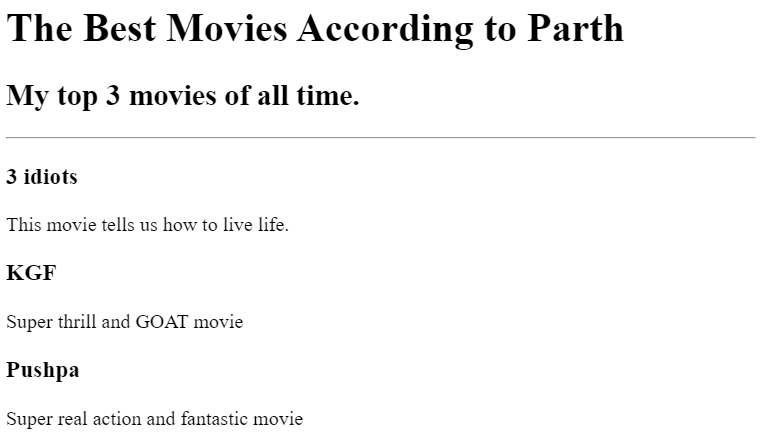 The Best Movies According to Parth
My top 3 movies of all time.
3 idiots
This movie tells us how to live life.
KGF
Super thrill and GOAT movie
Pushpa
Super real action and fantastic movie